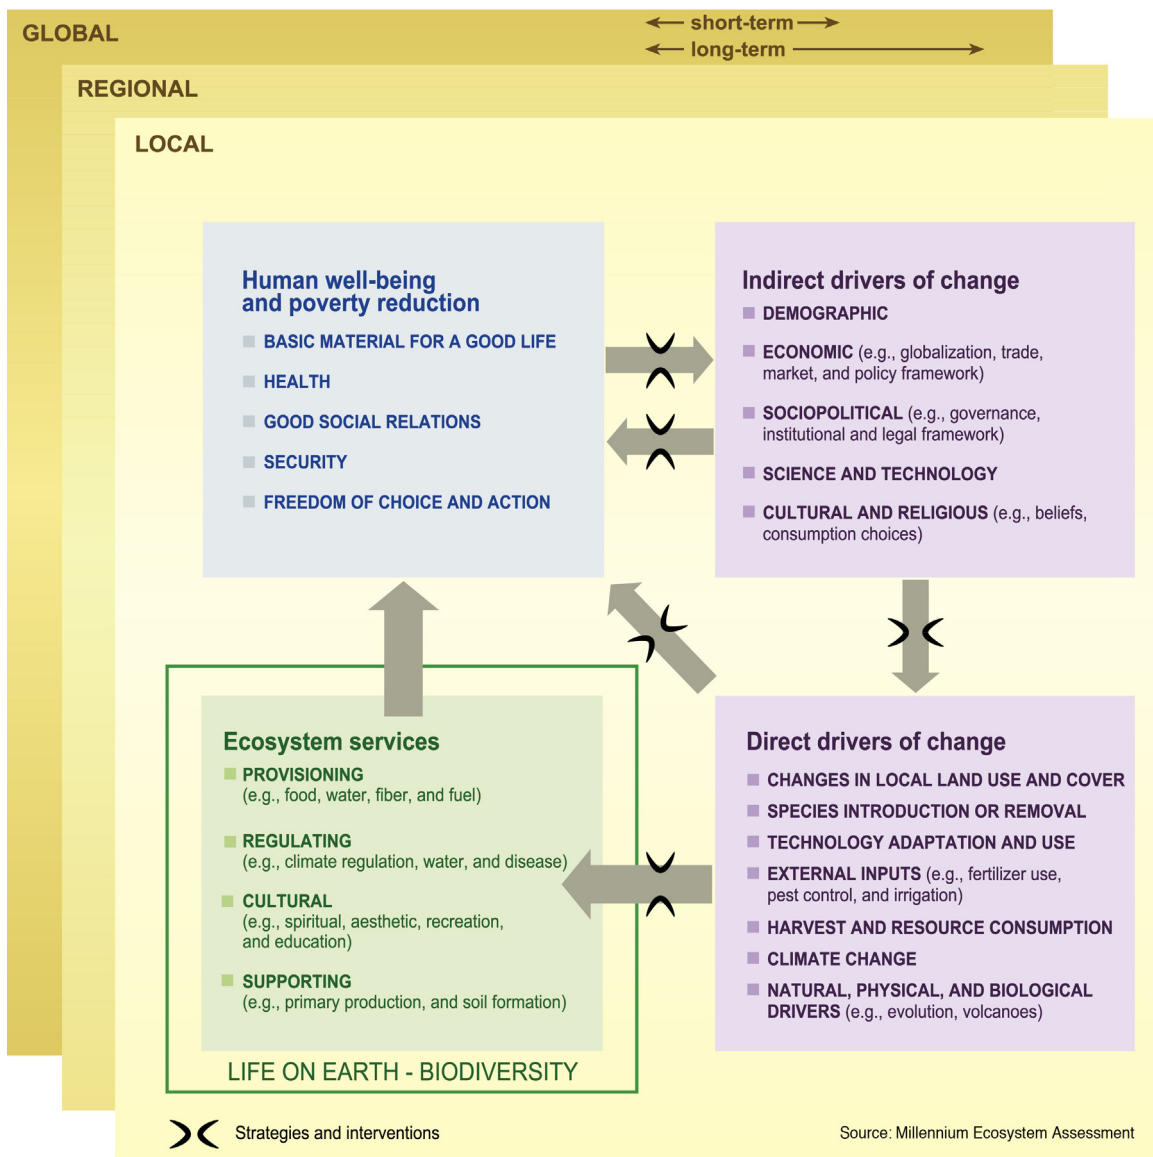 GLOBAL
short-term
long-term
REGIONAL
LOCAL
Human well-being
and poverty reduction
BASIC MATERIAL FOR A GOOD LIFE
HEALTH
GOOD SOCIAL RELATIONS
SECURITY
FREEDOM OF CHOICE AND ACTION
Indirect drivers of change
DEMOGRAPHIC
ECONOMIC (e.g., globalization, trade,
market, and policy framework)
SOCIOPOLITICAL (e.g., governance,
institutional and legal framework)
SCIENCE AND TECHNOLOGY
CULTURAL AND RELIGIOUS (e.g., beliefs,
consumption choices)
Ecosystem services
PROVISIONING
(e.g., food, water, fiber, and fuel)
REGULATING
(e.g., climate regulation, water, and disease)
CULTURAL
(e.g., spiritual, aesthetic, recreation,
and education)
SUPPORTING
(e.g., primary production, and soil formation)
LIFE ON EARTH - BIODIVERSITY
Direct drivers of change
CHANGES IN LOCAL LAND USE AND COVER
SPECIES INTRODUCTION OR REMOVAL
TECHNOLOGY ADAPTATION AND USE
EXTERNAL INPUTS (e.g., fertilizer use,
pest control, and irrigation)
HARVEST AND RESOURCE CONSUMPTION
CLIMATE CHANGE
NATURAL, PHYSICAL, AND BIOLOGICAL
DRIVERS (e.g., evolution, volcanoes)
Strategies and interventions
Source: Millennium Ecosystem Assessment